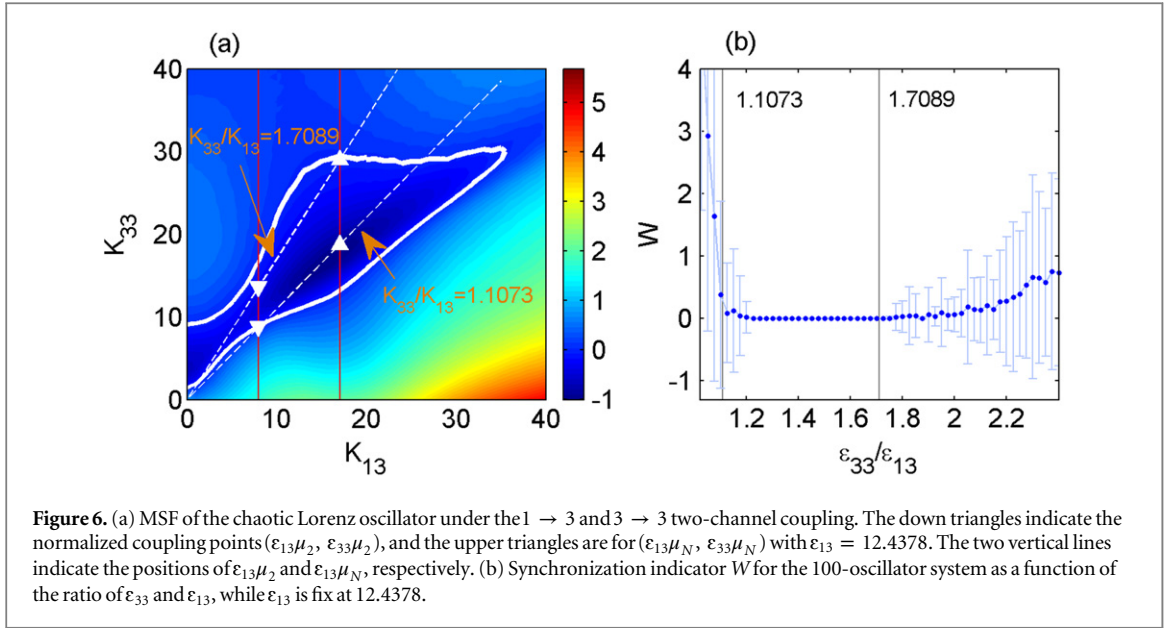 (a)
40
30
20
10
0
K₃₃
K₃₃/K₁₃=1.7089
K₃₃/K₁₃=1.1073
0 10 20 30 40
K₁₃
5
4
3
2
1
0
-1
(b)
4
3
2
1
0
-1
W
1.1073 1.7089
1.2 1.4 1.6 1.8 2 2.2
ε₃₃/ε₁₃
Figure 6. (a) MSF of the chaotic Lorenz oscillator under the 1 → 3 and 3 → 3 two-channel coupling. The down triangles indicate the
normalized coupling points (ε₁₃μ₂, ε₃₃μ₂), and the upper triangles are for (ε₁₃μ_N, ε₃₃μ_N) with ε₁₃ = 12.4378. The two vertical lines
indicate the positions of ε₁₃μ₂ and ε₁₃μ_N, respectively. (b) Synchronization indicator W for the 100-oscillator system as a function of
the ratio of ε₃₃ and ε₁₃, while ε₁₃ is fix at 12.4378.